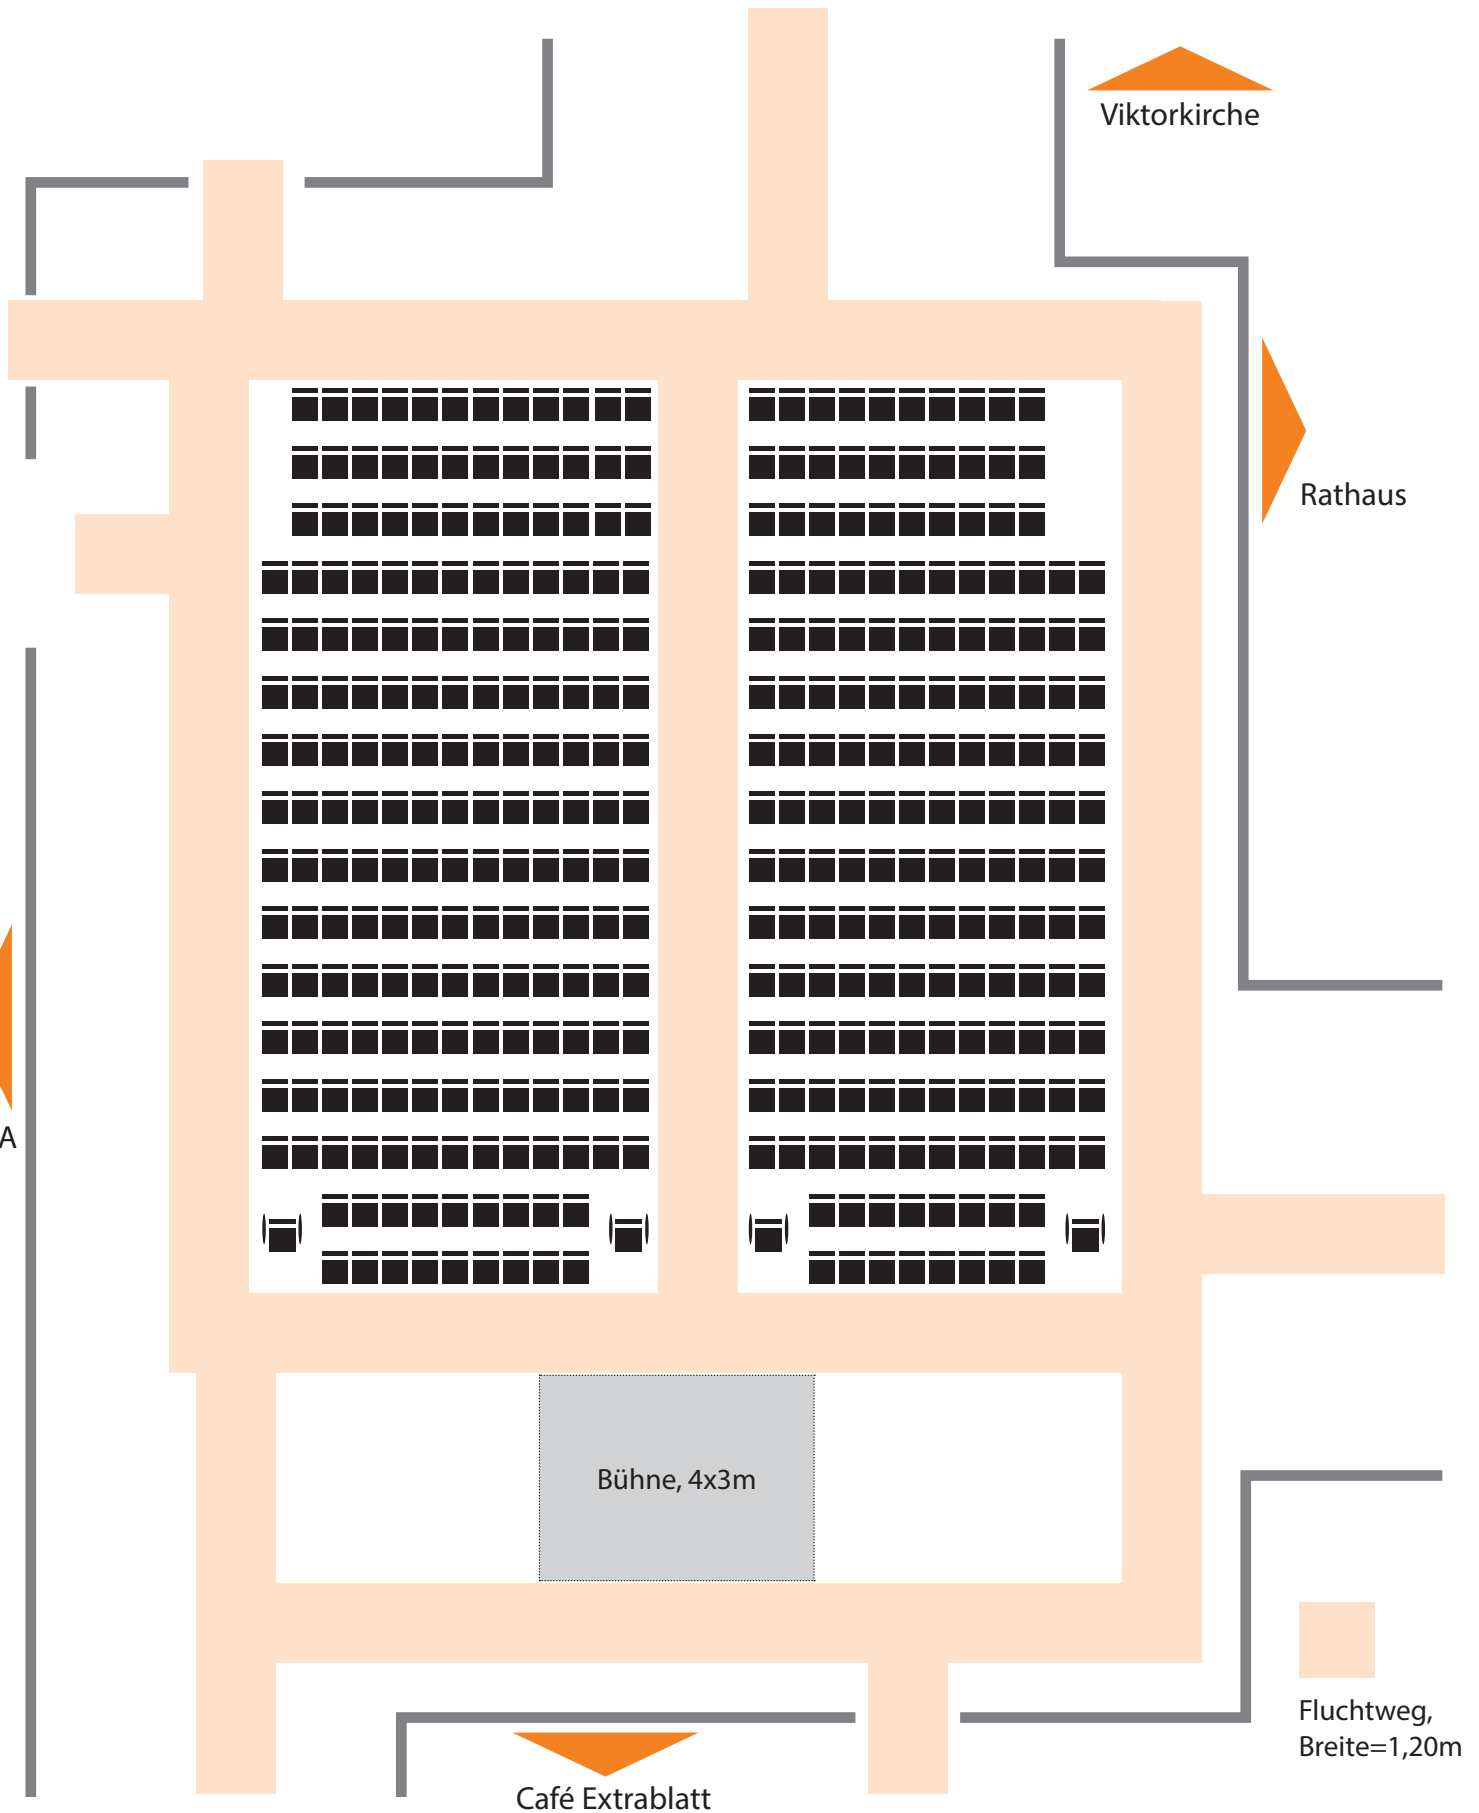 Viktorkirche
Rathaus
A
Bühne, 4x3m
Fluchtweg,
Breite=1,20m
Café Extrablatt